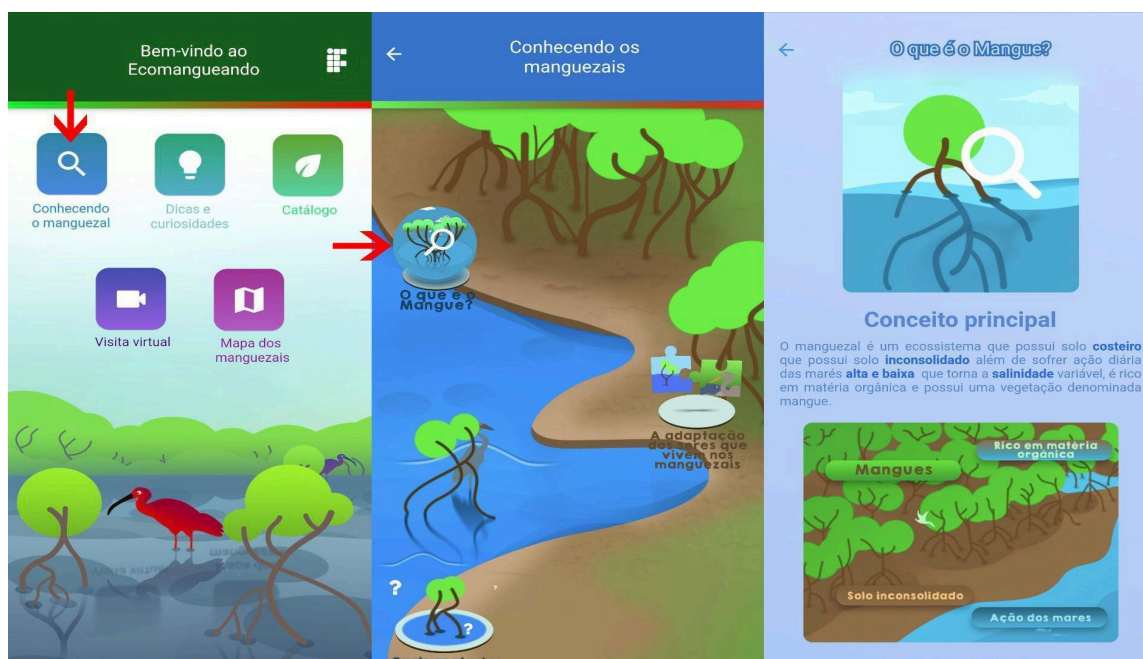 Bem-vindo ao
Ecomangueando
Conhecendo
o manguezal
Dicas e
curiosidades
Catálogo
Visita virtual
Mapa dos
manguezais
Conhecendo os
manguezais
O que é o
Mangue?
A adaptação
dos seres que
vivem nos
manguezais
?
?
?
O que é o Mangue?
Conceito principal
O manguezal é um ecossistema que possui solo costeiro
que possui solo inconsolidado além de sofrer ação diária
das marés alta e baixa que torna a salinidade variável, é rico
em matéria orgânica e possui uma vegetação denominada
mangue.
Mangues
Rico em matéria
orgânica
Solo inconsolidado
Ação dos mares